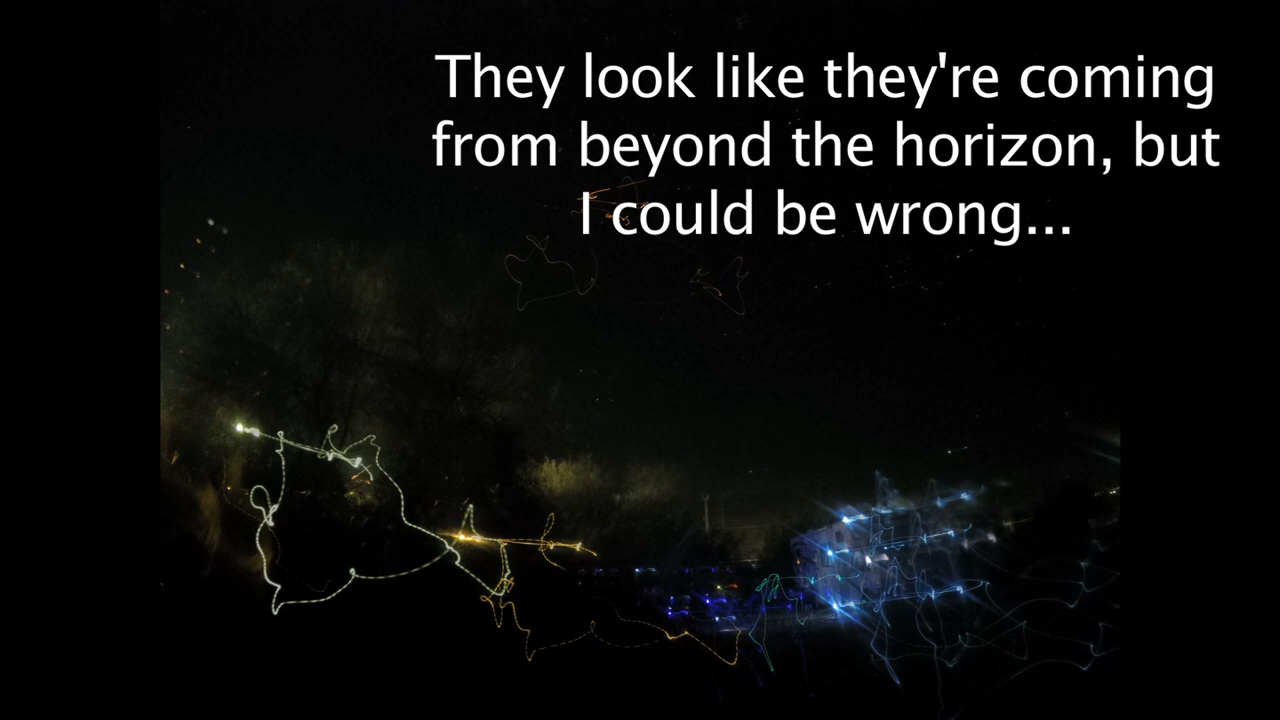 They look like they're coming
from beyond the horizon, but
I could be wrong...